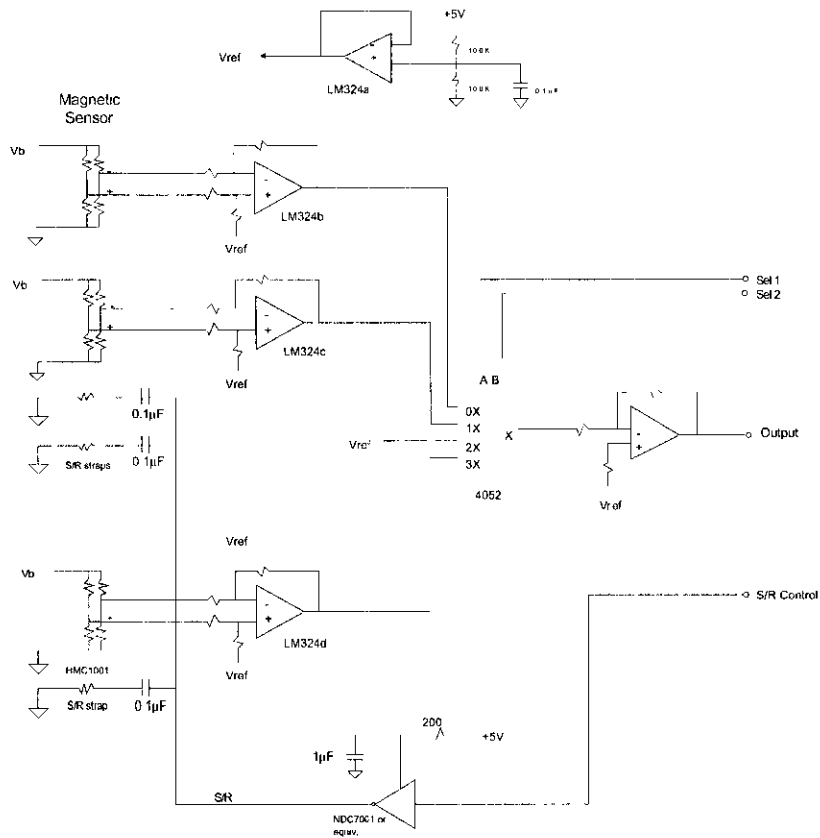 +5V
Vref
10.0K
10.0K
LM324a
0.1uF
Magnetic
Sensor
Vb
-
+
-
+
LM324b
Vref
Vb
+
-
+
LM324c
Vref
Sel 1
Sel 2
A B
0.1µF
0X
1X
X
Output
Vref
2X
3X
S/R straps
0 1µF
4052
Vref
Vref
Vb
-
+
LM324d
S/R Control
HMC1001
Vref
S/R strap
0 1µF
200
+5V
1µF
S/R
NDC7001 or
equiv.